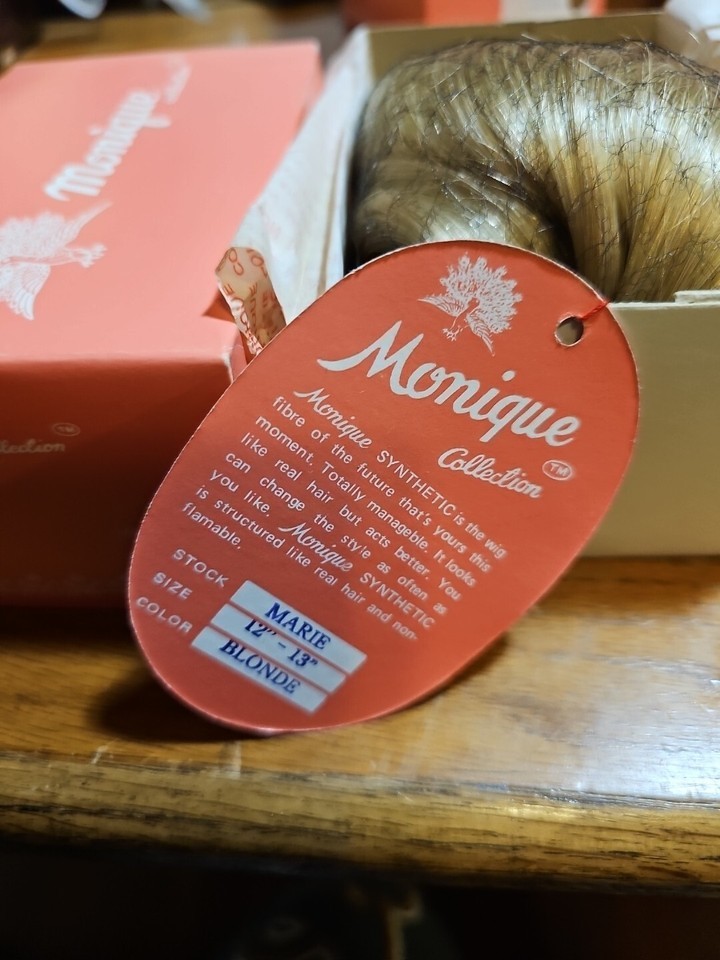 Monique
Collection TM
Monique
Collection TM
Monique SYNTHETIC is the wig
fibre of the future that's yours this
moment. Totally manageble. It looks
like real hair but acts better. You
can change the style as often as
you like. Monique SYNTHETIC
is structured like real hair and non-
flamable.
STOCK MARIE
SIZE 12" - 13"
COLOR BLONDE